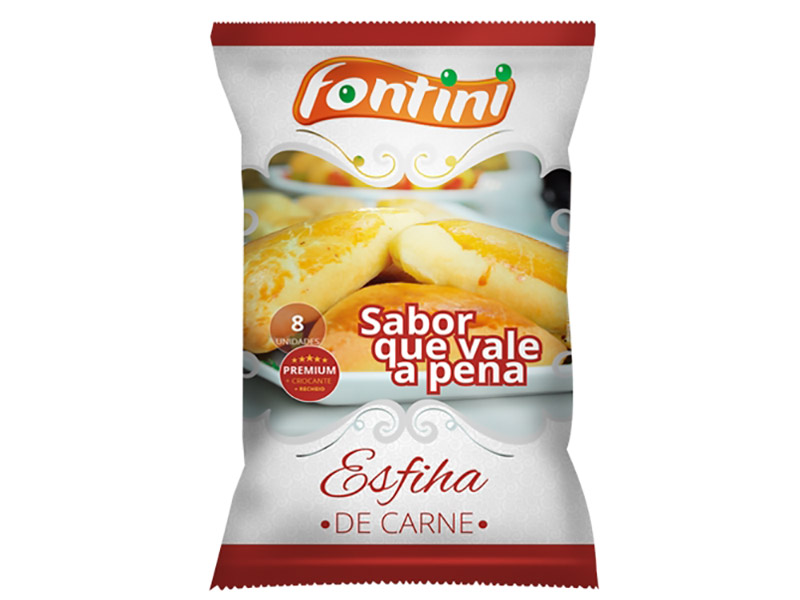 fontini
8
UNIDADES
PREMIUM
+ CROCANTE
+ RECHEIO
Sabor
que vale
a pena
Esfiha
• DE CARNE •